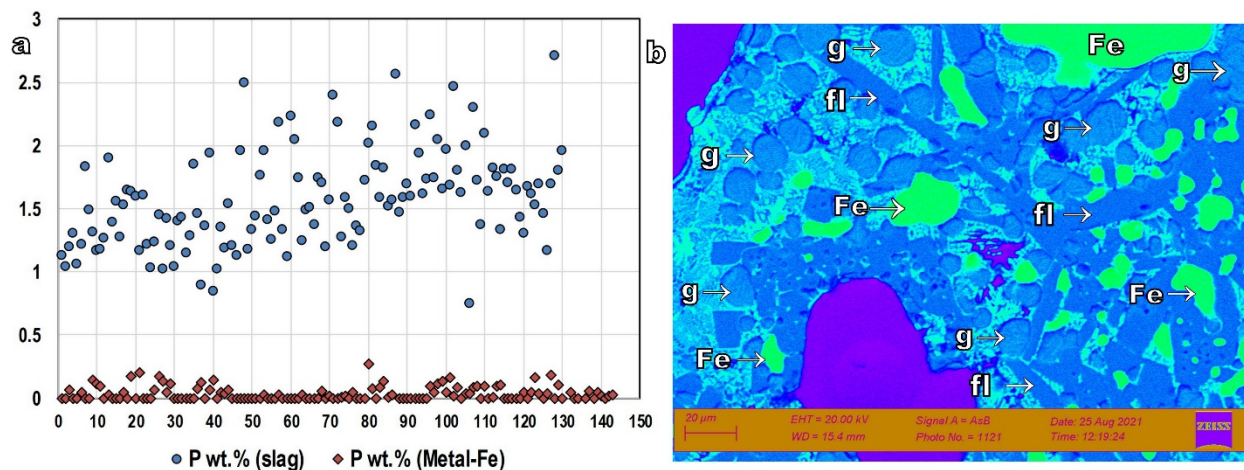 a
3
2.5
2
1.5
1
0.5
0
0 10 20 30 40 50 60 70 80 90 100 110 120 130 140 150
P wt.% (slag) P wt.% (Metal-Fe)
b
g
Fe
g
fl
g
g
Fe
fl
g
Fe
g
Fe
fl
20 µm
EHT = 20.00 kV Signal A = AsB Date: 25 Aug 2021
WD = 15.4 mm Photo No. = 1121 Time: 12:19:24
ZEISS